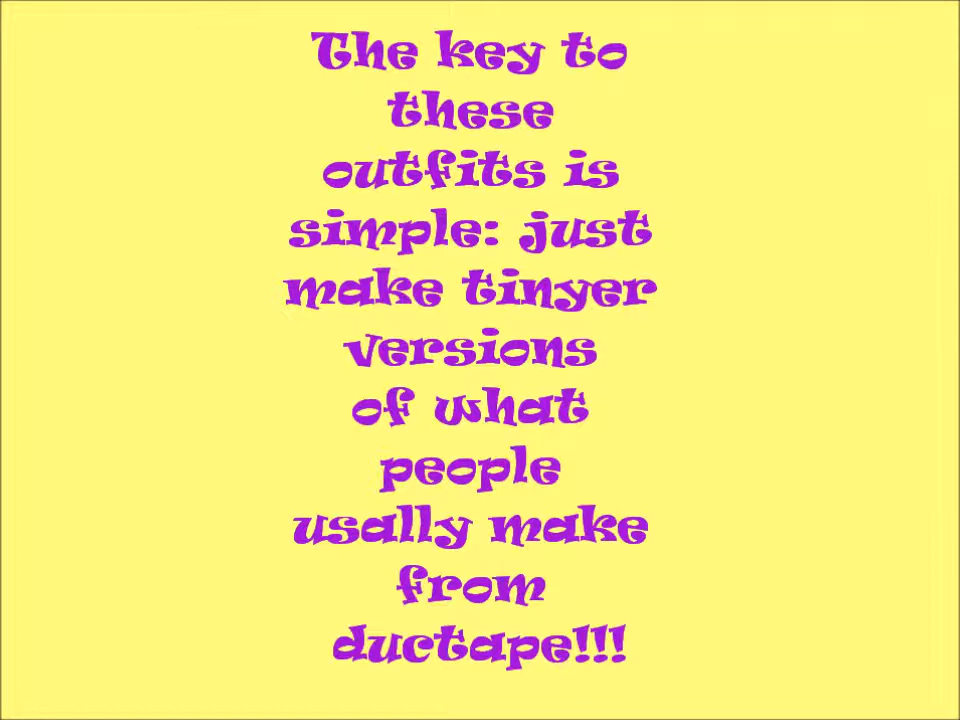 The key to
these
outfits is
simple: just
make tinyer
versions
of what
people
usally make
from
ductape!!!